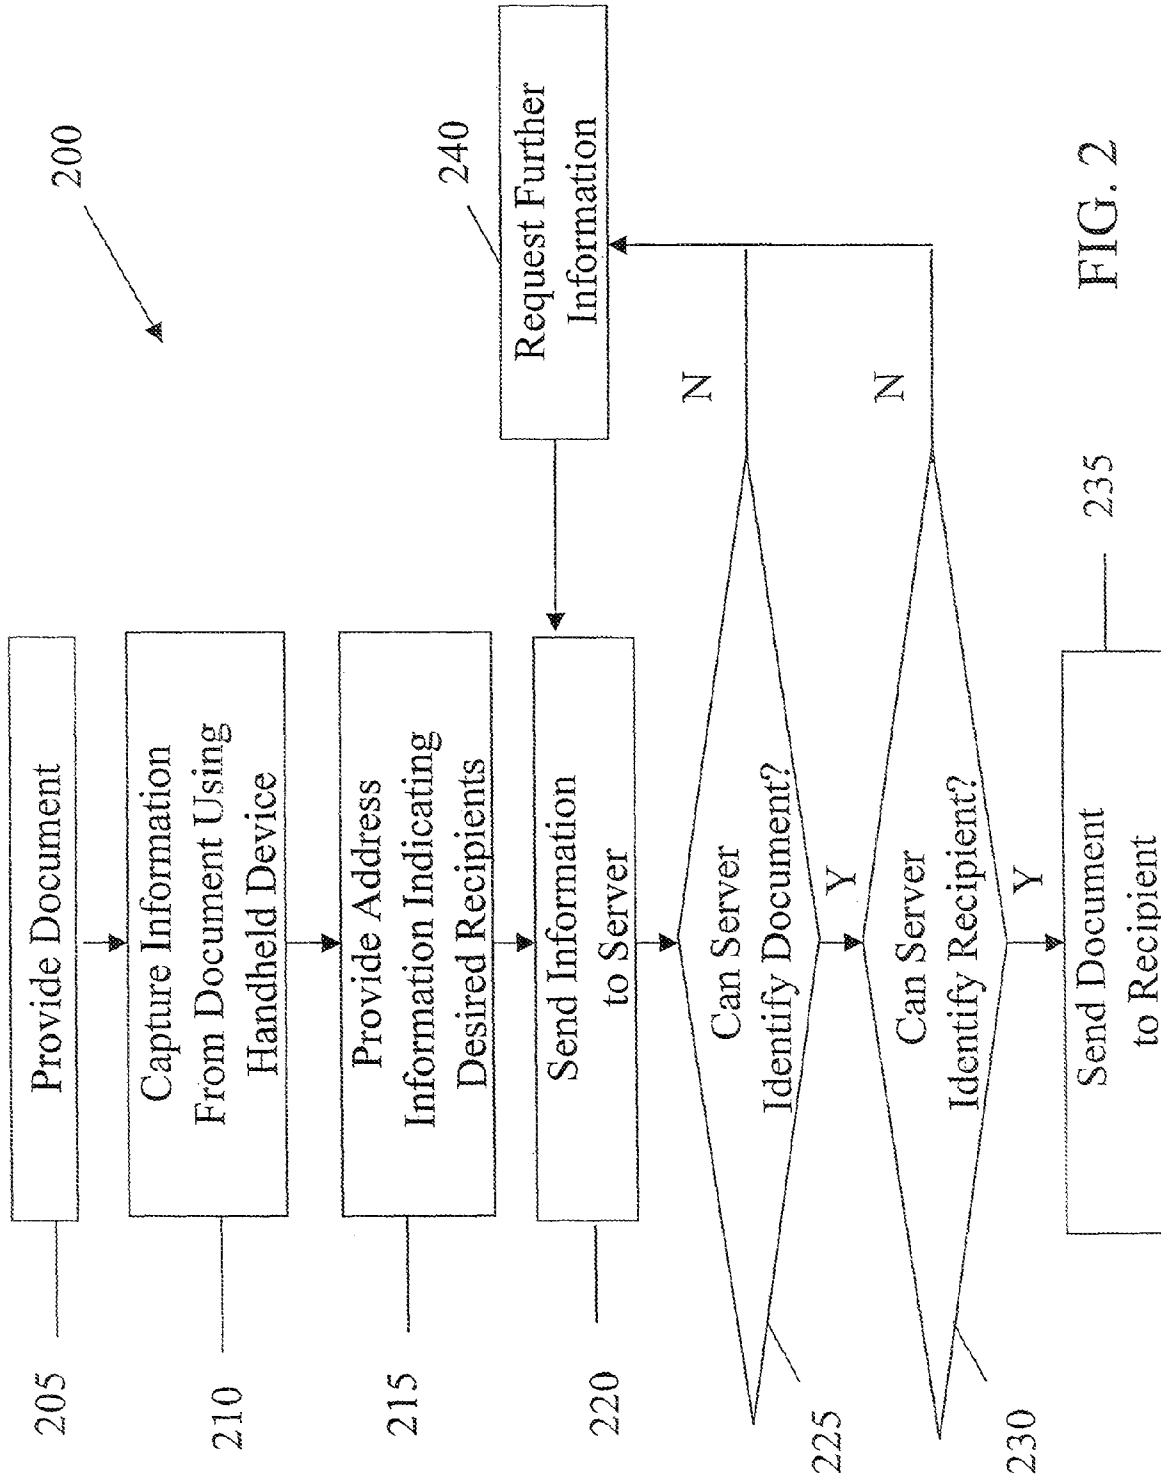 200
205
Provide Document
210
Capture Information
From Document Using
Handheld Device
215
Provide Address
Information Indicating
Desired Recipients
220
Send Information
to Server
240
Request Further
Information
225
Can Server
Identify Document?
N
Y
230
Can Server
Identify Recipient?
N
Y
235
Send Document
to Recipient
FIG. 2